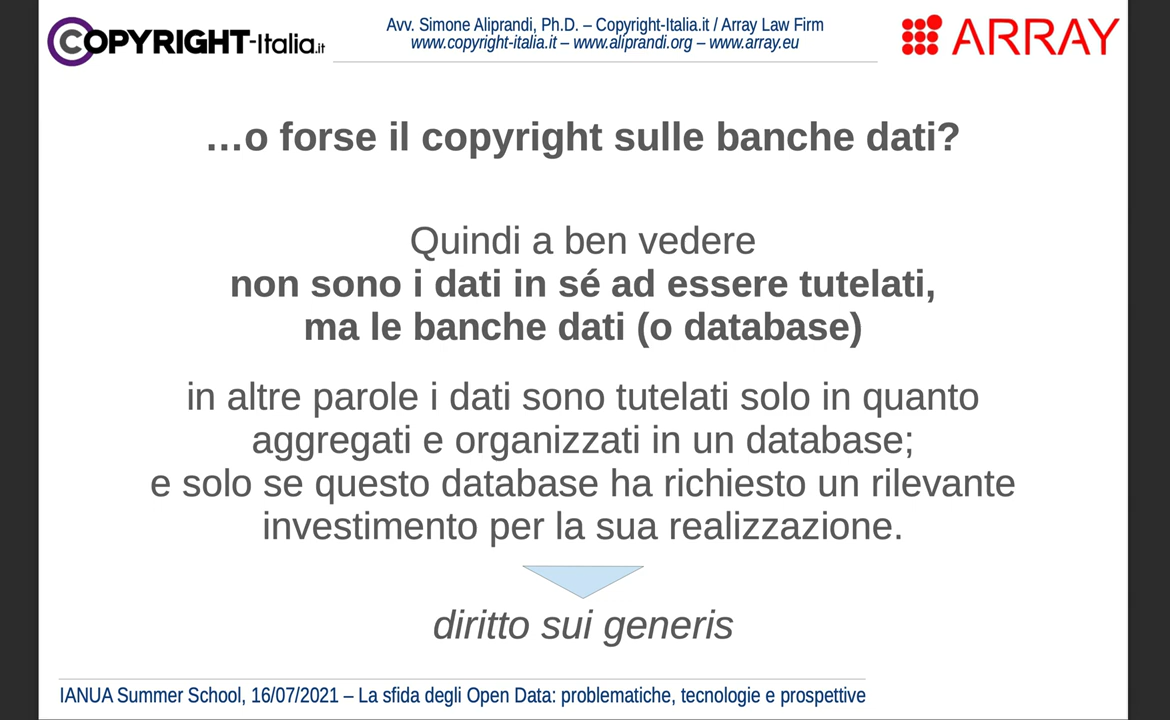 COPYRIGHT-Italia.it
Avv. Simone Aliprandi, Ph.D. – Copyright-Italia.it / Array Law Firm
www.copyright-italia.it – www.aliprandi.org – www.array.eu
ARRAY
…o forse il copyright sulle banche dati?
Quindi a ben vedere
non sono i dati in sé ad essere tutelati,
ma le banche dati (o database)
in altre parole i dati sono tutelati solo in quanto
aggregati e organizzati in un database;
e solo se questo database ha richiesto un rilevante
investimento per la sua realizzazione.
diritto sui generis
IANUA Summer School, 16/07/2021 – La sfida degli Open Data: problematiche, tecnologie e prospettive